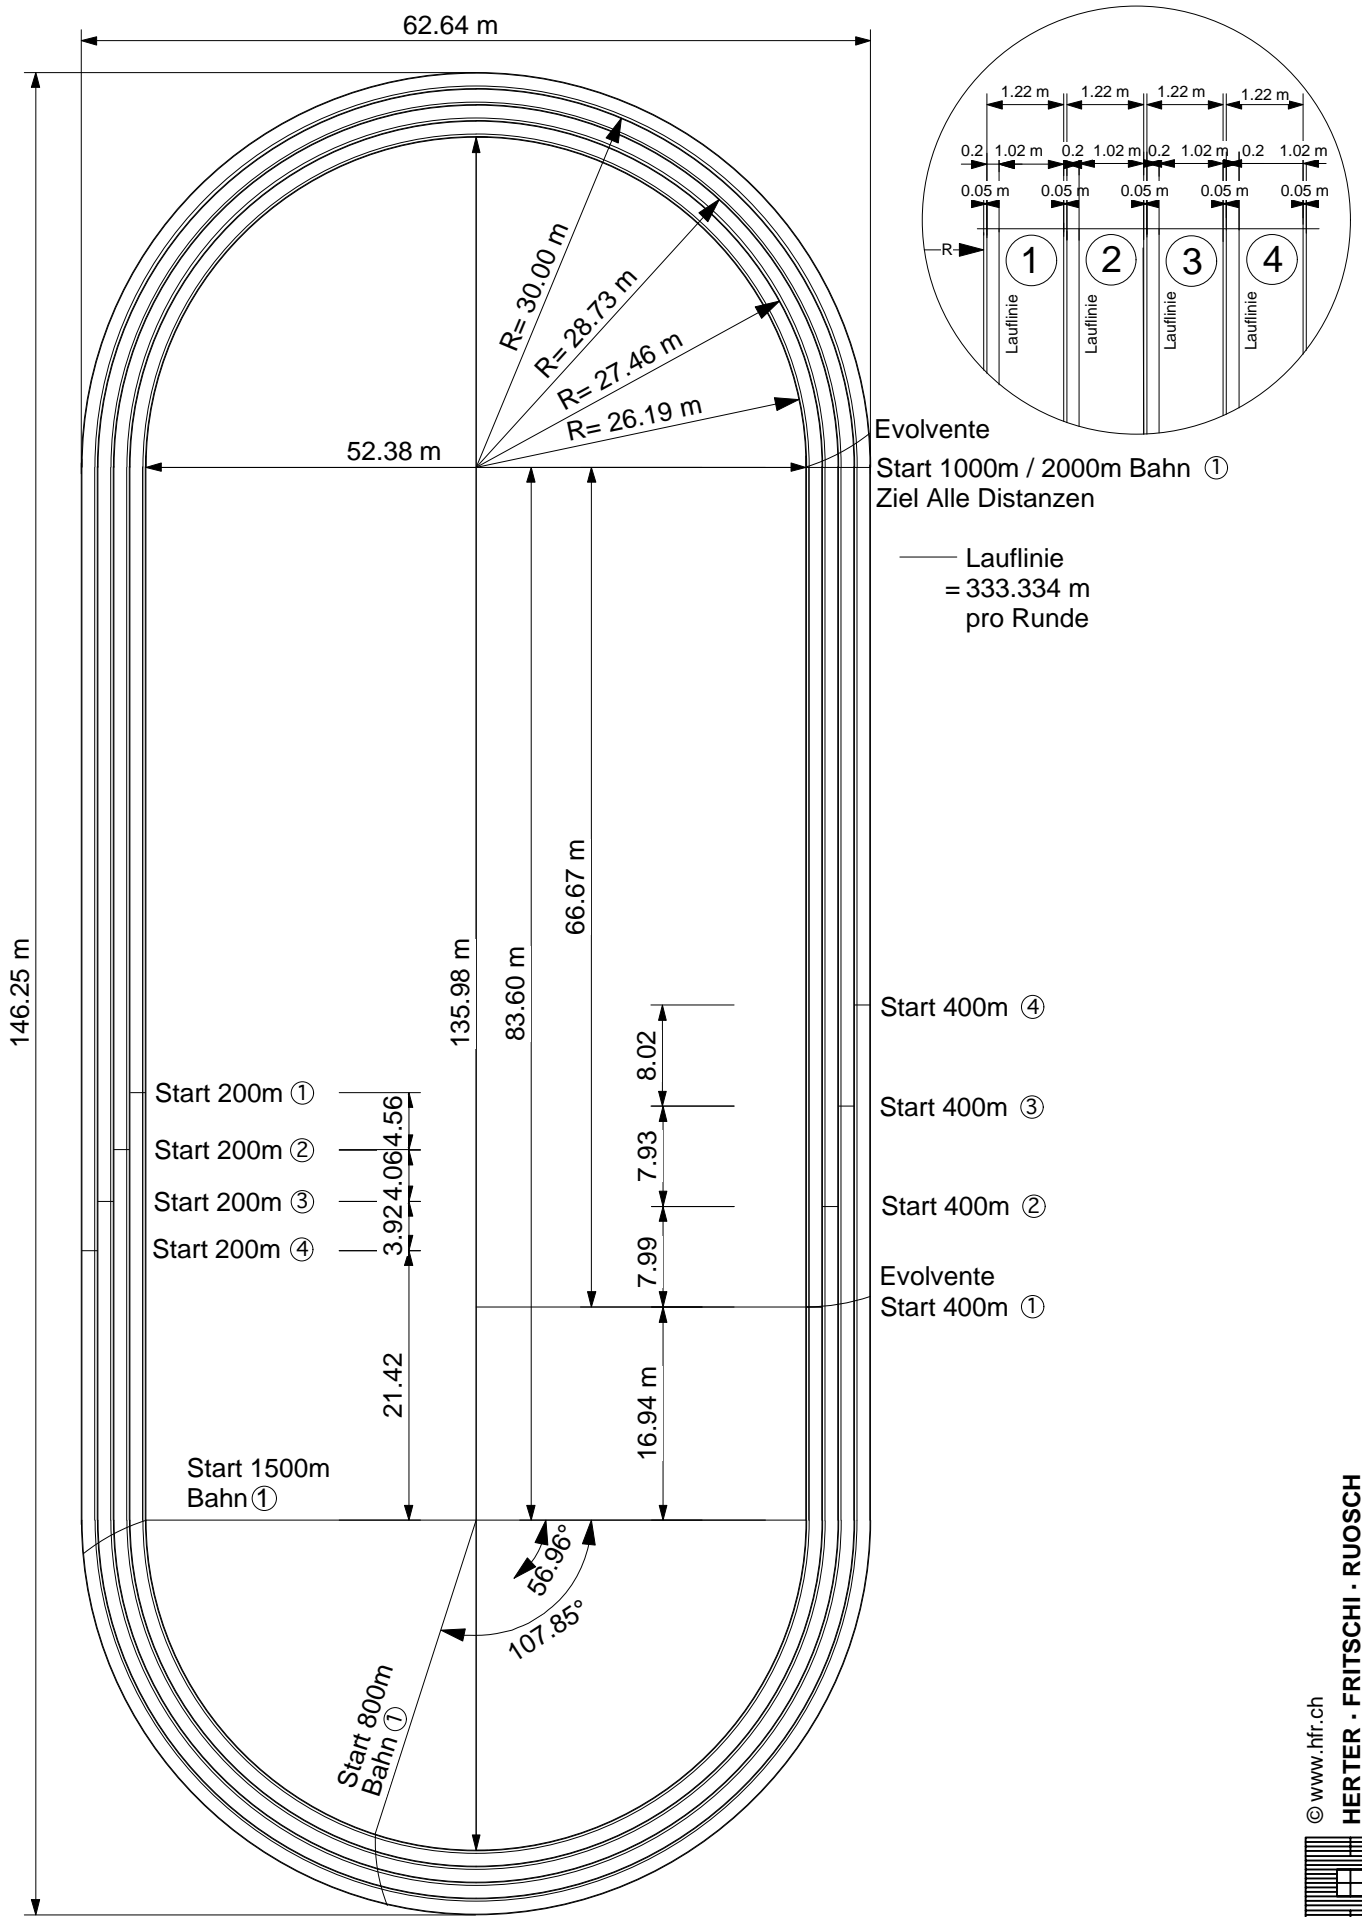 62.64 m
1.22 m 1.22 m 1.22 m 1.22 m
0.2 1.02 m 0.2 1.02 m 0.2 1.02 m 0.2 1.02 m
0.05 m 0.05 m 0.05 m 0.05 m 0.05 m
R
1 2 3 4
Lauflinie Lauflinie Lauflinie Lauflinie
R= 30.00 m
R= 28.73 m
R= 27.46 m
R= 26.19 m
52.38 m
Evolvente
Start 1000m / 2000m Bahn ①
Ziel Alle Distanzen
Lauflinie
= 333.334 m
pro Runde
146.25 m
135.98 m
83.60 m
66.67 m
Start 400m ④
8.02
Start 400m ③
7.93
Start 400m ②
7.99
Evolvente
Start 400m ①
16.94 m
Start 200m ①
4.56
Start 200m ②
4.06
Start 200m ③
3.92
Start 200m ④
21.42
Start 1500m
Bahn ①
56.96°
107.85°
Start 800m
Bahn ①
© www.hfr.ch
HERTER · FRITSCHI · RUOSCH